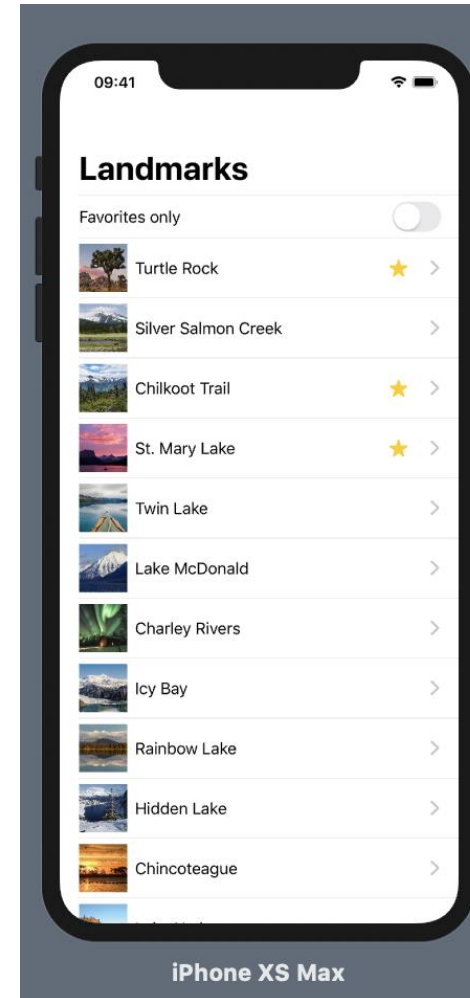 09:41
Landmarks
Favorites only
Turtle Rock
Silver Salmon Creek
Chilkoot Trail
St. Mary Lake
Twin Lake
Lake McDonald
Charley Rivers
Icy Bay
Rainbow Lake
Hidden Lake
Chincoteague
iPhone XS Max